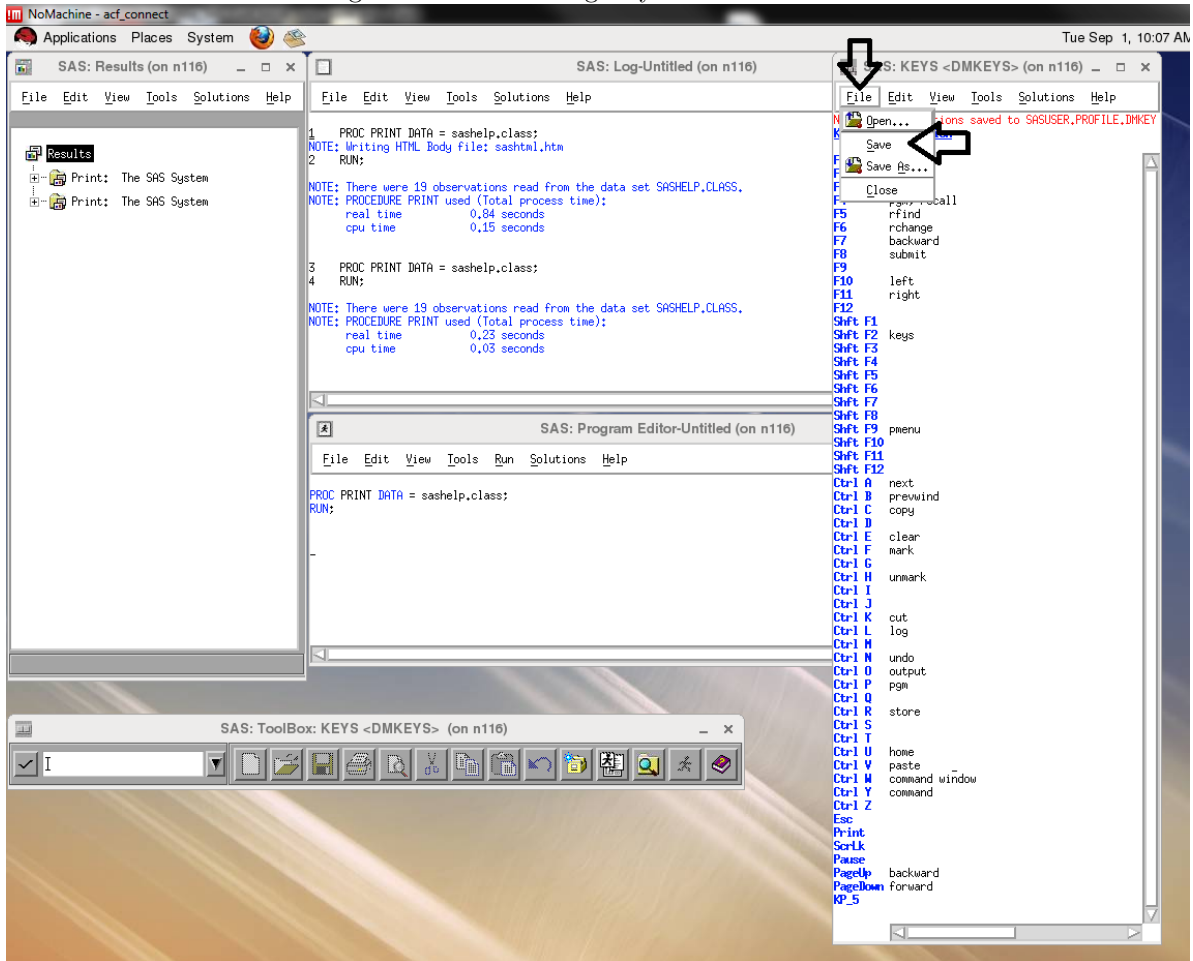 NoMachine - acf_connect
Applications Places System
Tue Sep 1, 10:07 AM
SAS: Results (on n116)
File Edit View Tools Solutions Help
Results
Print: The SAS System
Print: The SAS System
SAS: Log-Untitled (on n116)
File Edit View Tools Solutions Help
1 PROC PRINT DATA = sashelp.class;
NOTE: Writing HTML Body file: sashtml.htm
2 RUN;
NOTE: There were 19 observations read from the data set SASHELP.CLASS.
NOTE: PROCEDURE PRINT used (Total process time):
real time 0.84 seconds
cpu time 0.15 seconds
3 PROC PRINT DATA = sashelp.class;
4 RUN;
NOTE: There were 19 observations read from the data set SASHELP.CLASS.
NOTE: PROCEDURE PRINT used (Total process time):
real time 0.23 seconds
cpu time 0.03 seconds
SAS: Program Editor-Untitled (on n116)
File Edit View Tools Run Solutions Help
PROC PRINT DATA = sashelp.class;
RUN;
SAS: ToolBox: KEYS <DMKEYS> (on n116)
S: KEYS <DMKEYS> (on n116)
File Edit View Tools Solutions Help
saved to SASUSER.PROFILE.DMKEY
Open...
Save
Save As...
Close
F5 rfind
F6 rchange
F7 backward
F8 submit
F9
F10 left
F11 right
F12
Shft F1
Shft F2 keys
Shft F3
Shft F4
Shft F5
Shft F6
Shft F7
Shft F8
Shft F9 pmenu
Shft F10
Shft F11
Shft F12
Ctrl A next
Ctrl B prevwind
Ctrl C copy
Ctrl D
Ctrl E clear
Ctrl F mark
Ctrl G
Ctrl H unmark
Ctrl I
Ctrl J
Ctrl K cut
Ctrl L log
Ctrl M
Ctrl N undo
Ctrl O output
Ctrl P pgm
Ctrl Q
Ctrl R store
Ctrl S
Ctrl T
Ctrl U home
Ctrl V paste
Ctrl W command window
Ctrl Y command
Ctrl Z
Esc
Print
ScrLk
Pause
PageUp backward
PageDown forward
KP_5